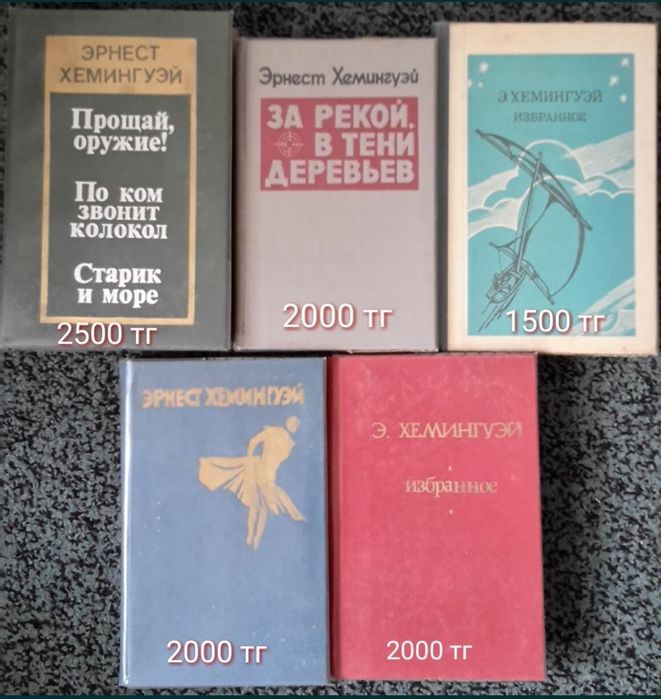 ЭРНЕСТ
ХЕМИНГУЭЙ
Прощай,
оружие!
По ком
звонит
колокол
Старик
и море
2500 тг
Эрнест Хемингуэй
ЗА РЕКОЙ,
В ТЕНИ
ДЕРЕВЬЕВ
2000 тг
Э. ХЕМИНГУЭЙ
ИЗБРАННОЕ
1500 тг
ЭРНЕСТ ХЕМИНГУЭЙ
2000 тг
Э. ХЕМИНГУЭЙ
избранное
2000 тг